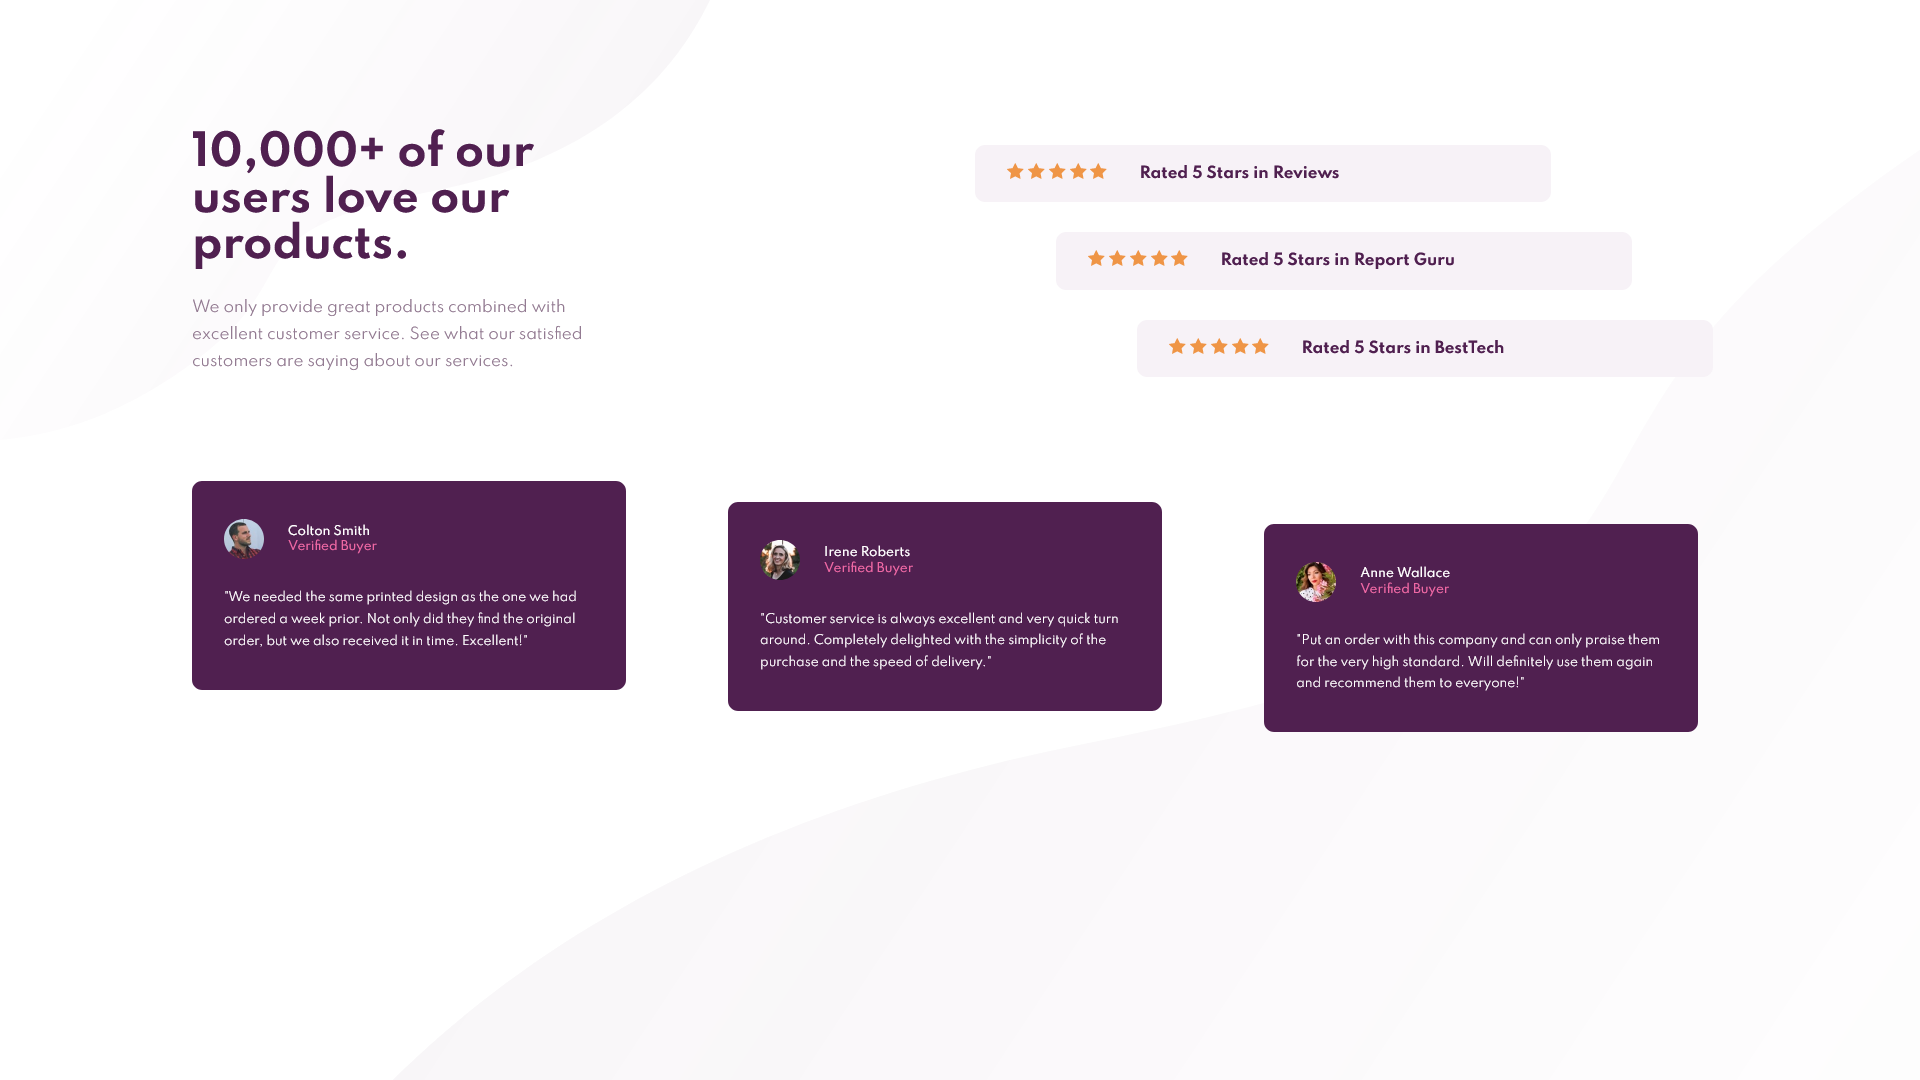 10,000+ of our
users love our
products.
We only provide great products combined with
excellent customer service. See what our satisfied
customers are saying about our services.
Rated 5 Stars in Reviews
Rated 5 Stars in Report Guru
Rated 5 Stars in BestTech
Colton Smith
Verified Buyer
"We needed the same printed design as the one we had
ordered a week prior. Not only did they find the original
order, but we also received it in time. Excellent!"
Irene Roberts
Verified Buyer
"Customer service is always excellent and very quick turn
around. Completely delighted with the simplicity of the
purchase and the speed of delivery."
Anne Wallace
Verified Buyer
"Put an order with this company and can only praise them
for the very high standard. Will definitely use them again
and recommend them to everyone!"